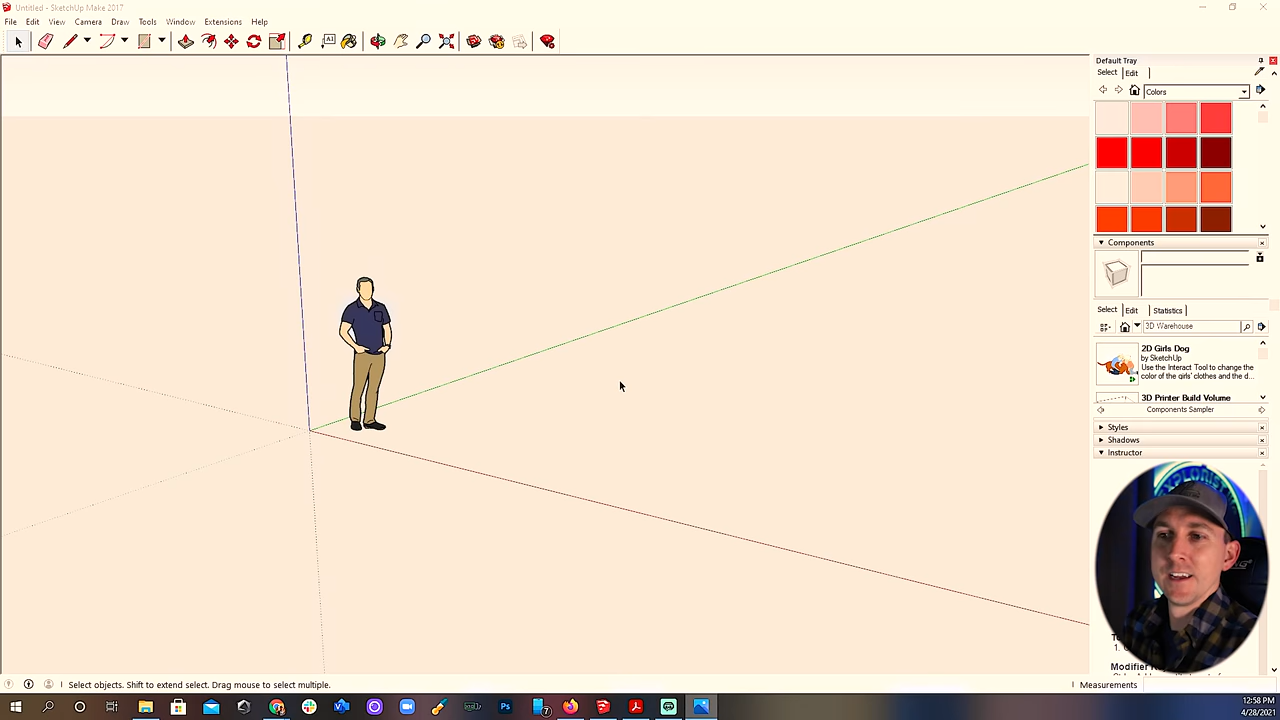 Untitled - SketchUp Make 2017
File Edit View Camera Draw Tools Window Extensions Help
Default Tray
Select Edit
Colors
Components
Select Edit Statistics
3D Warehouse
2D Girls Dog
by SketchUp
Use the Interact Tool to change
the color of the girls' clothes and the d...
3D Printer Build Volume
Components Sampler
Styles
Shadows
Instructor
EXPLORIST
1.
Select objects. Shift to extend select. Drag mouse to select multiple.
Measurements
12:58 PM
4/28/2021